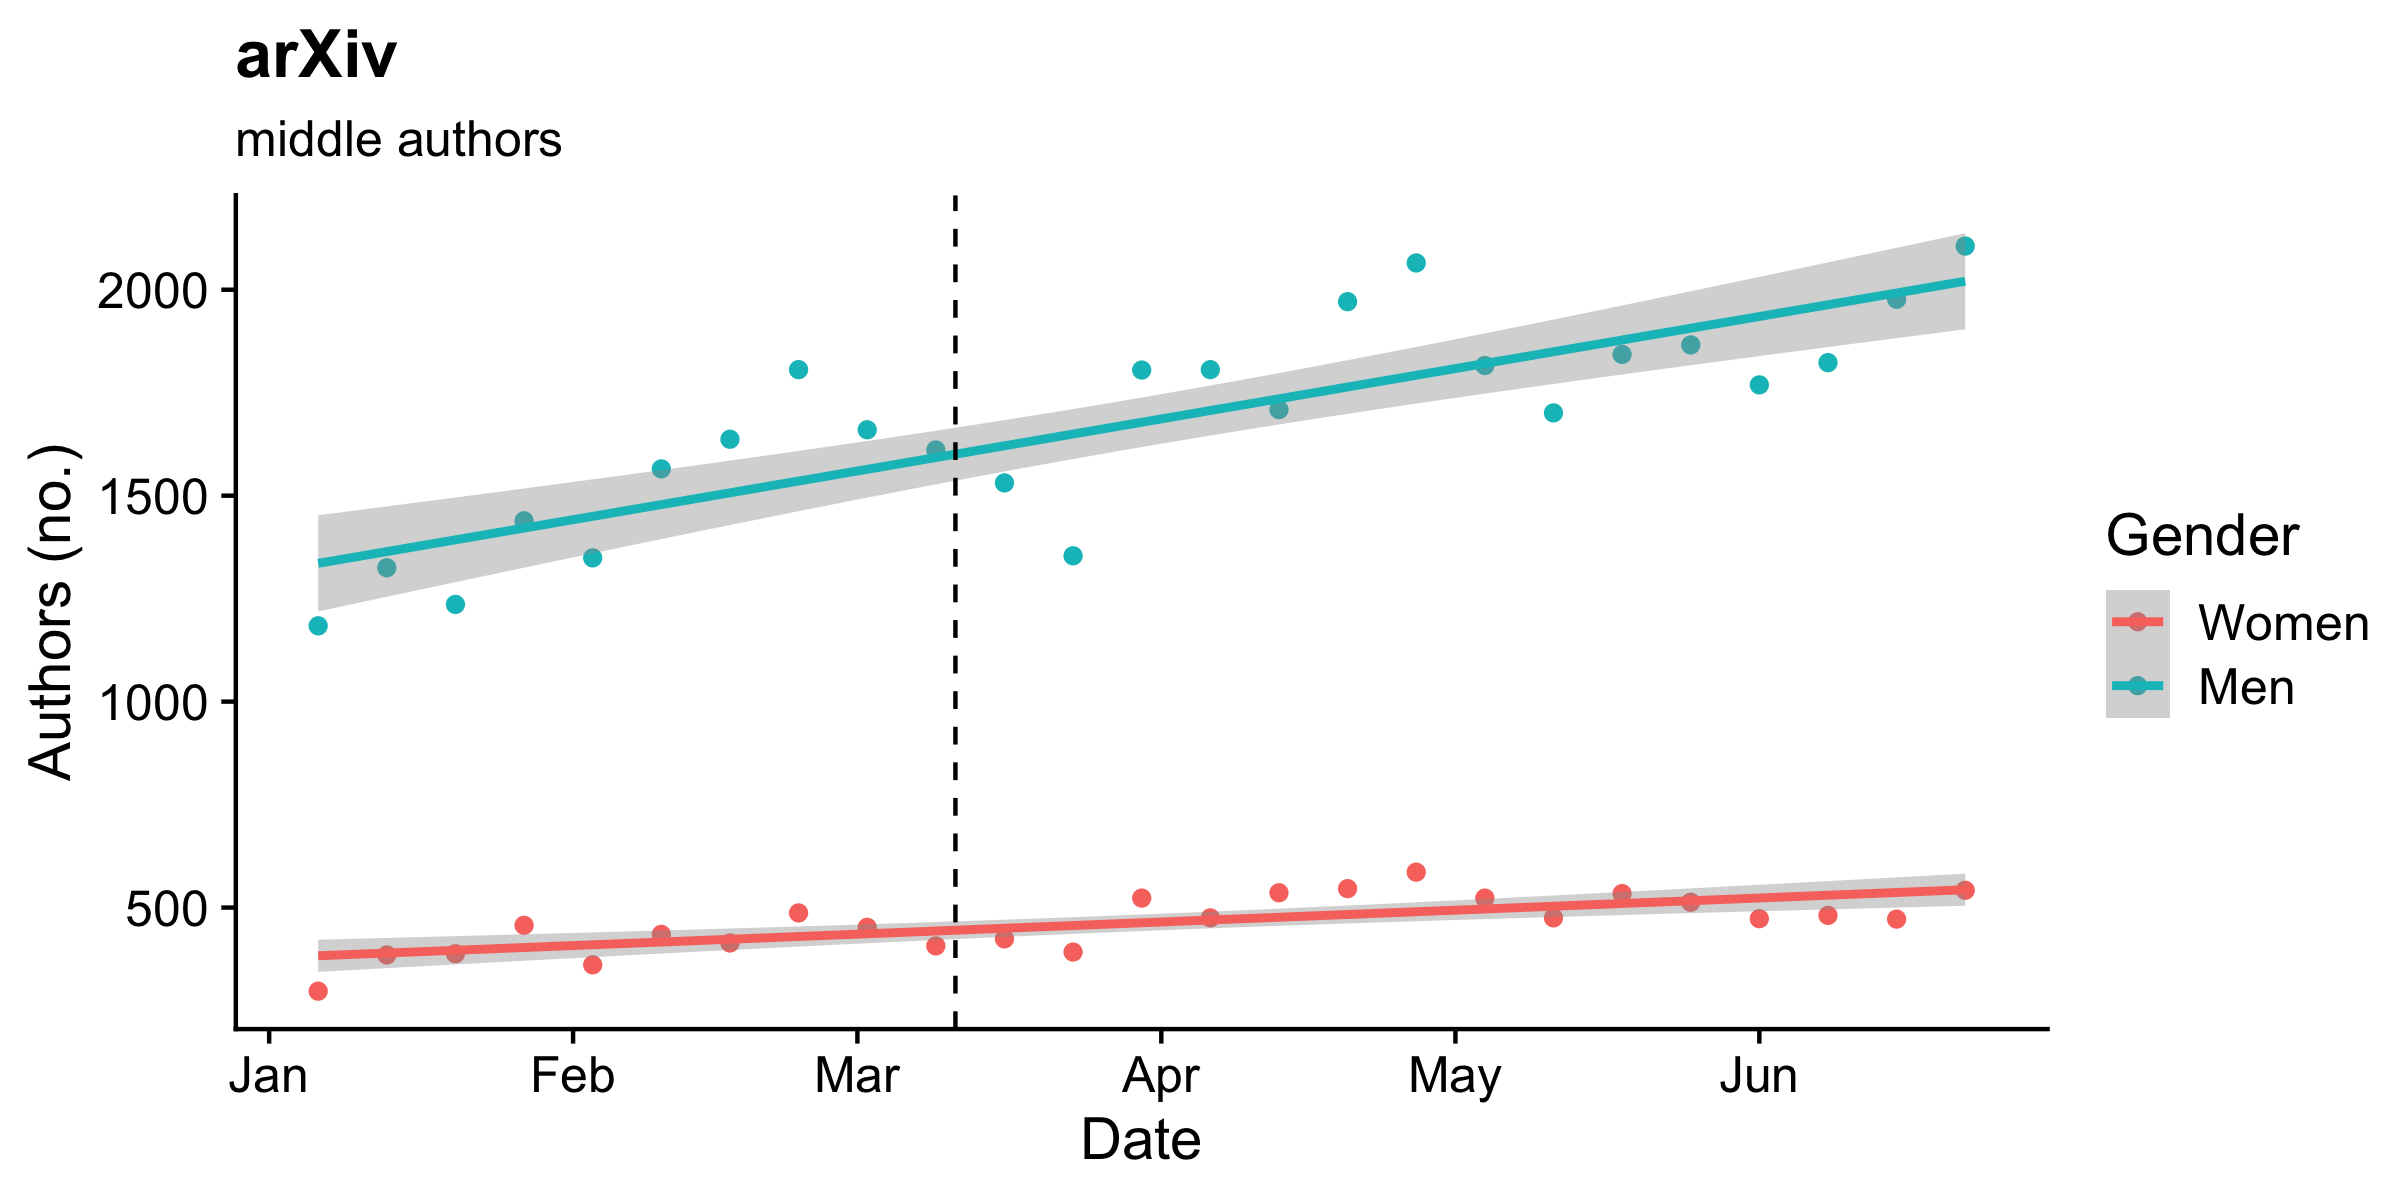 arXiv
middle authors
Authors (no.)
2000
1500
1000
500
Jan Feb Mar Apr May Jun
Date
Gender
Women
Men